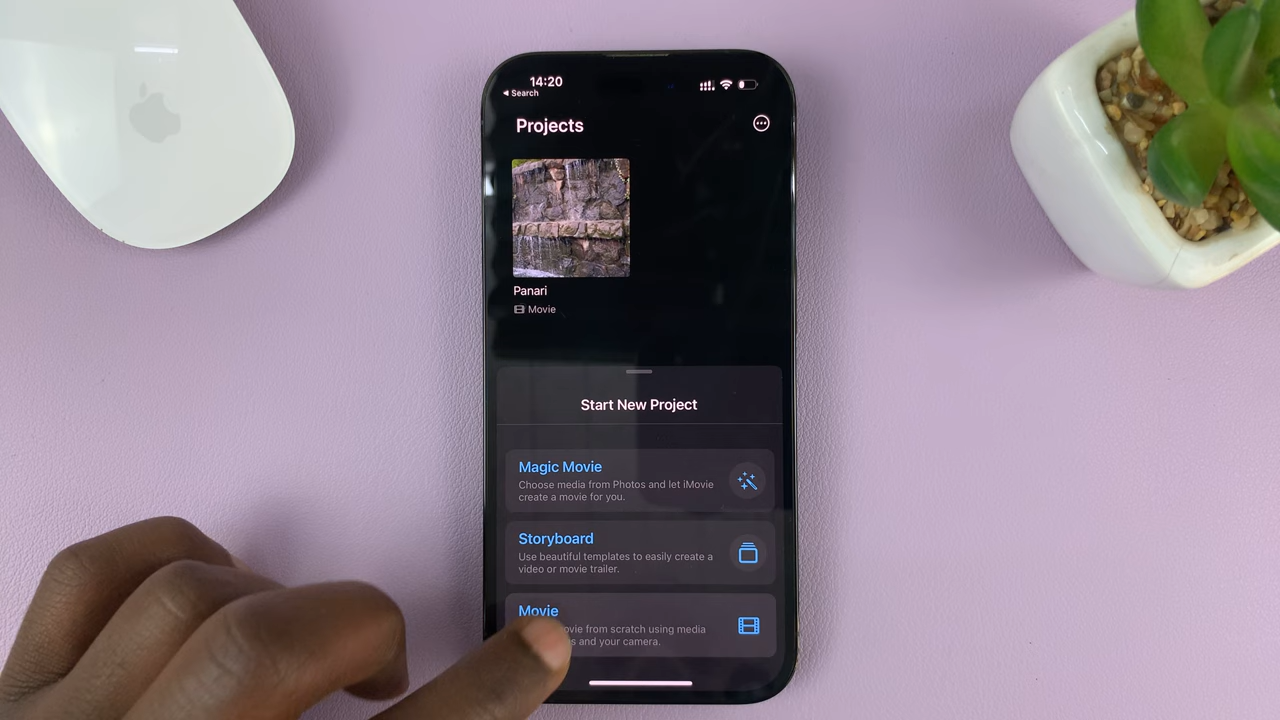 14:20
Search
Projects
Panari
Movie
Start New Project
Magic Movie
Choose media from Photos and let iMovie
create a movie for you.
Storyboard
Use beautiful templates to easily create a
video or movie trailer.
Movie
movie from scratch using media
and your camera.